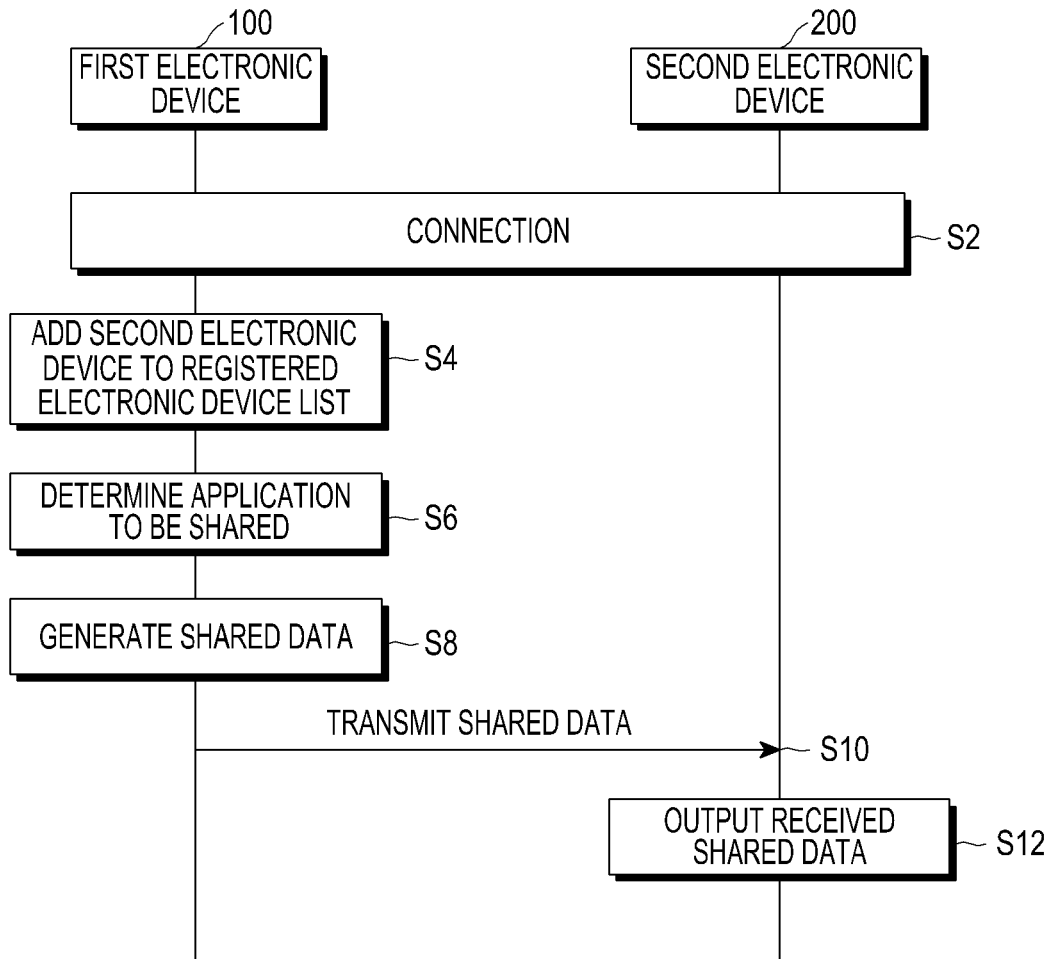 100
200
FIRST ELECTRONIC
DEVICE
SECOND ELECTRONIC
DEVICE
CONNECTION
S2
ADD SECOND ELECTRONIC
DEVICE TO REGISTERED
ELECTRONIC DEVICE LIST
S4
DETERMINE APPLICATION
TO BE SHARED
S6
GENERATE SHARED DATA
S8
TRANSMIT SHARED DATA
S10
OUTPUT RECEIVED
SHARED DATA
S12